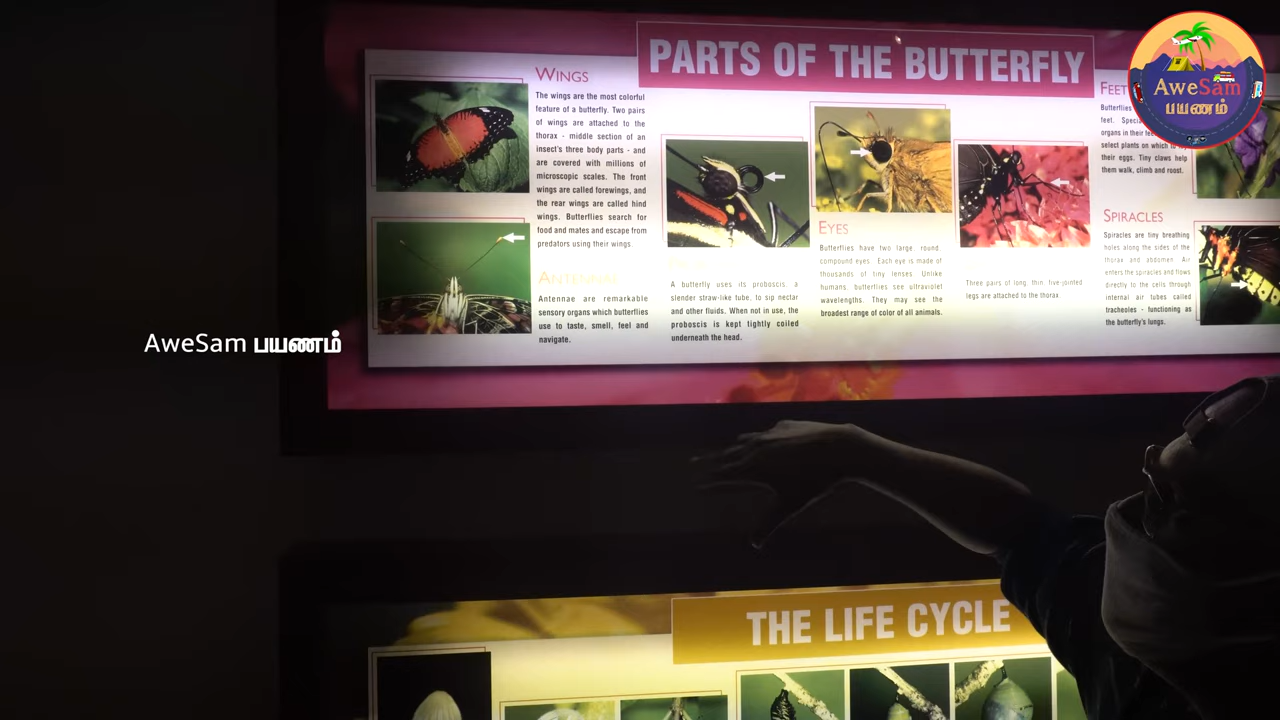 PARTS OF THE BUTTERFLY
WINGS
The wings are the most colorful
feature of a butterfly. Two pairs
of wings are attached to the
thorax - middle section of an
insect's three body parts - and
are covered with millions of
microscopic scales. The front
wings are called forewings, and
the rear wings are called hind
wings. Butterflies search for
food and mates and escape from
predators using their wings.
ANTENNAE
Antennae are remarkable
sensory organs which butterflies
use to taste, smell, feel and
navigate.
A butterfly uses its proboscis, a
slender straw-like tube, to sip nectar
and other fluids. When not in use, the
proboscis is kept tightly coiled
underneath the head.
EYES
Butterflies have two large round
compound eyes. Each eye is made of
thousands of tiny lenses. Unlike
humans, butterflies see ultraviolet
wavelengths. They may see the
broadest range of color of all animals.
Three pairs of long, thin, five-jointed
legs are attached to the thorax.
FEET
Butterflies
feet.
organs in their
select plants on which to
their eggs. Tiny claws help
them walk, climb and roost.
SPIRACLES
Spiracles are tiny breathing
holes along the sides of the
thorax and abdomen. Air
enters the spiracles and flows
directly to the cells through
internal air tubes called
tracheoles - functioning as
the butterfly's lungs.
AweSam
பயணம்
AweSam பயணம்
THE LIFE CYCLE